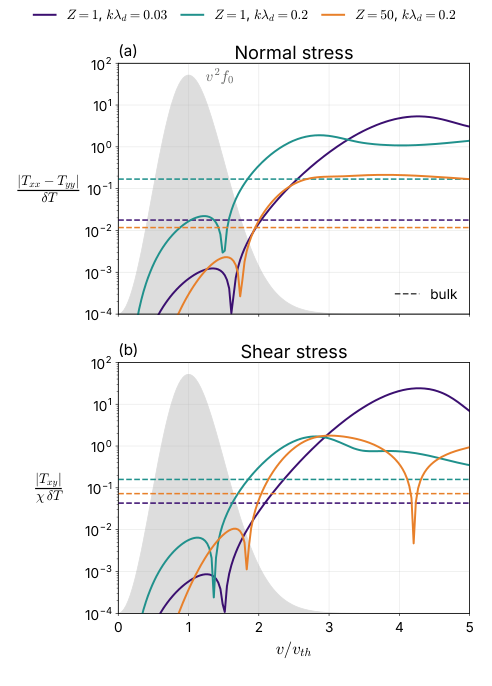 Z = 1, kλ_d = 0.03 Z = 1, kλ_d = 0.2 Z = 50, kλ_d = 0.2
(a) Normal stress
v²f₀
10² 
10¹
10⁰
|T_xx − T_yy| / δT
10⁻¹
10⁻²
10⁻³
10⁻⁴
bulk
(b) Shear stress
10²
10¹
10⁰
|T_xy| / χ δT
10⁻¹
10⁻²
10⁻³
10⁻⁴
0 1 2 3 4 5
v/v_th